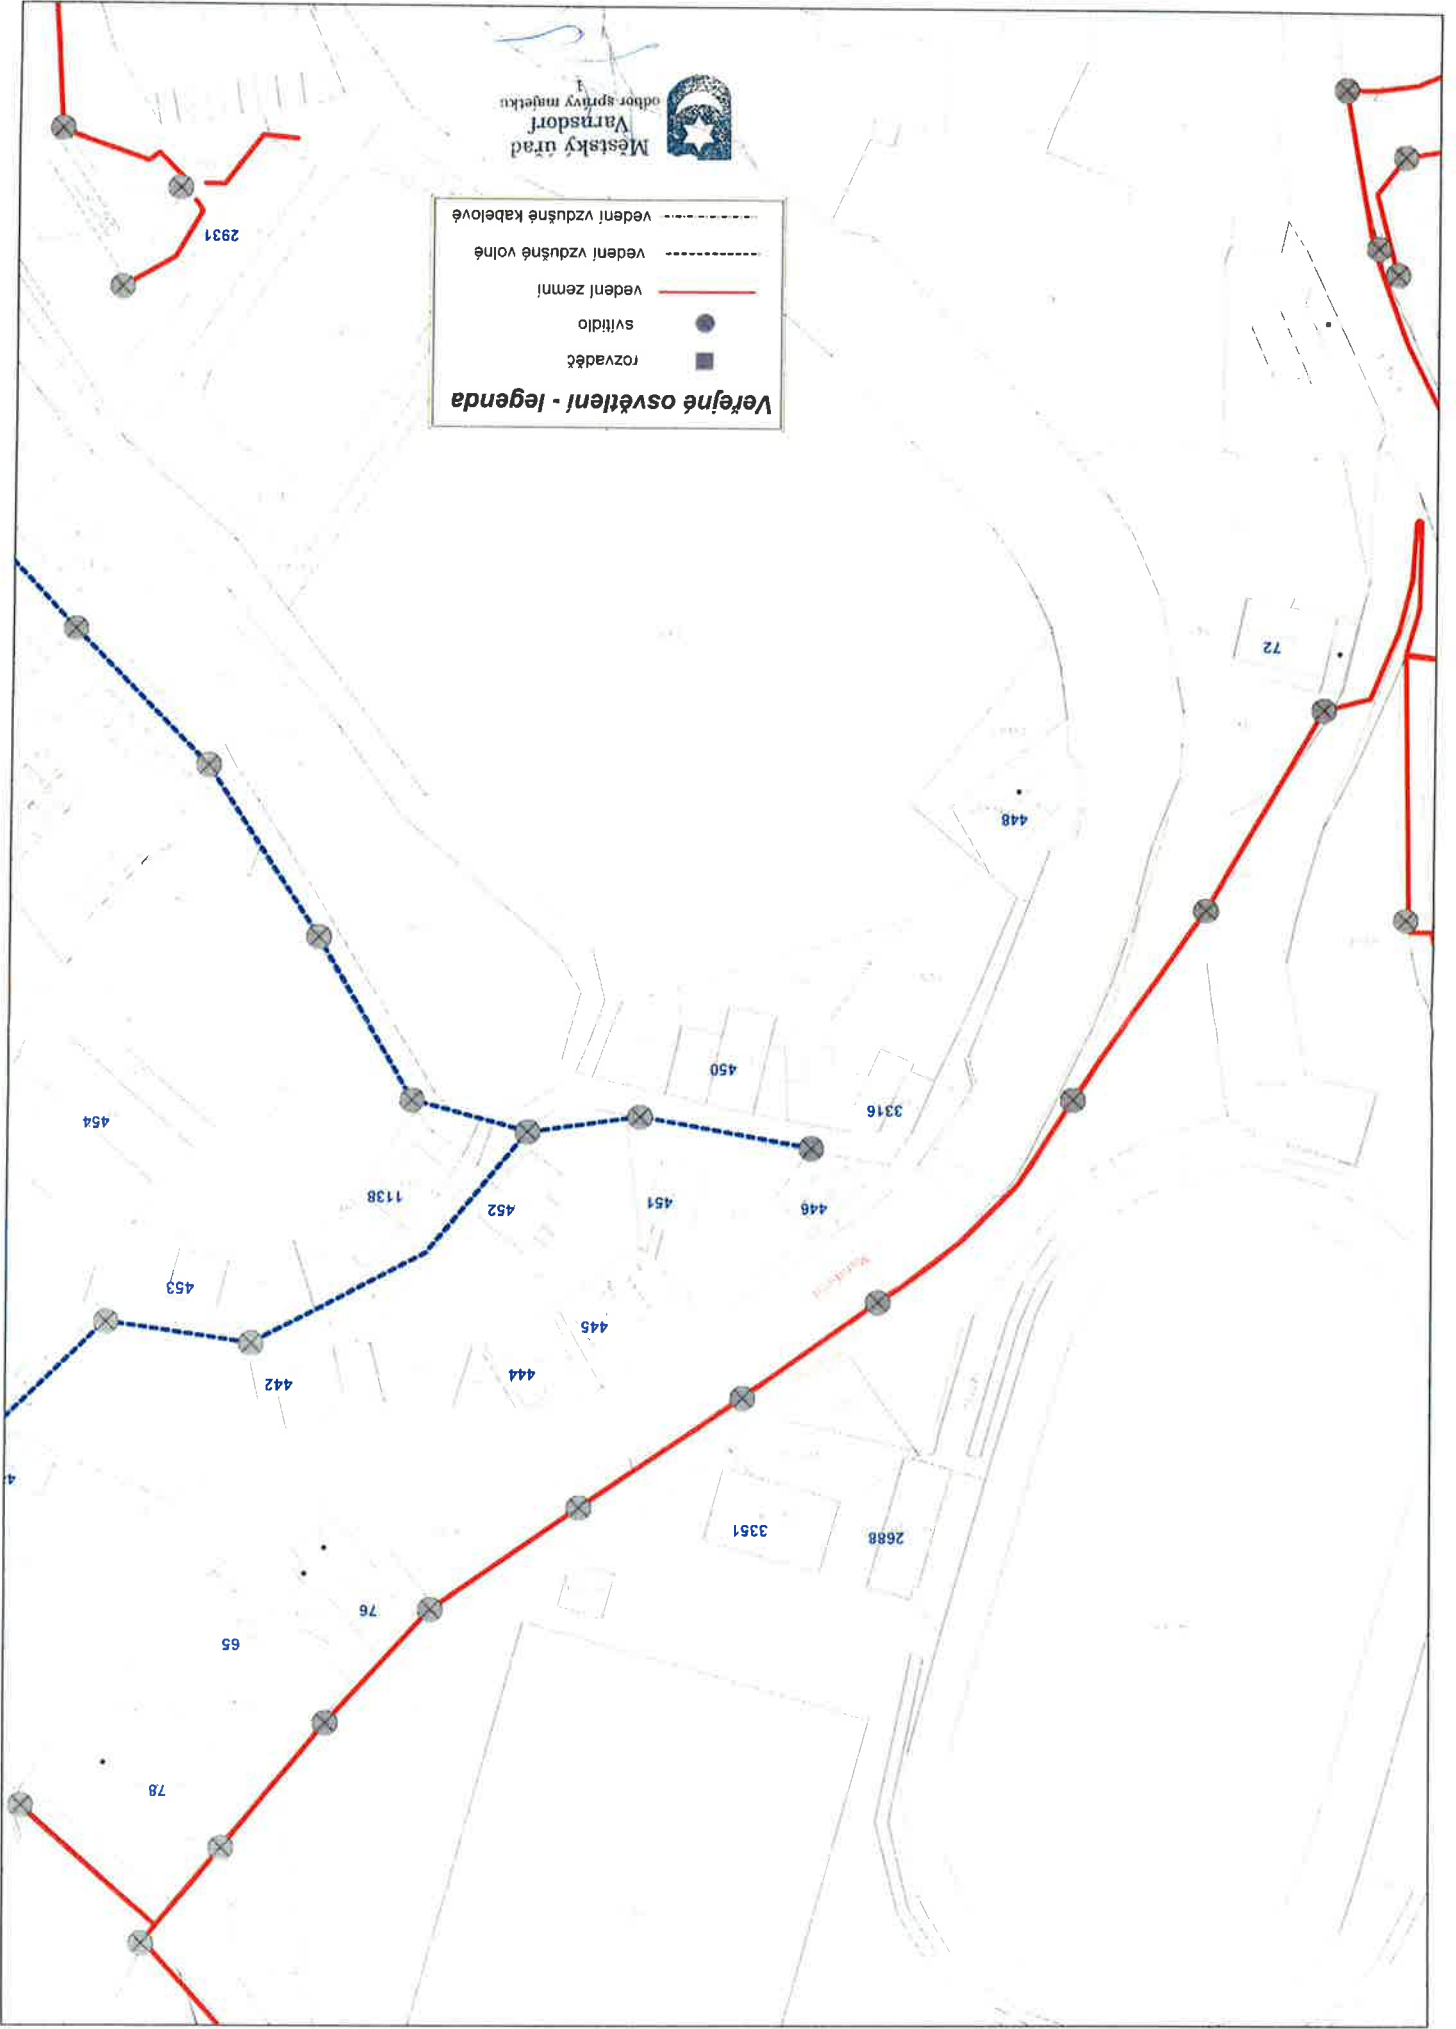 78
65
76
2688
3351
442
444
445
453
446
451
452
1138
454
3316
450
448
72
Veřejné osvětlení - legenda
rozvaděč
svítidlo
vedení zemní
vedení vzdušné volné
vedení vzdušné kabelové
2931
Městský úřad
Varnsdorf
odbor správy majetku
1